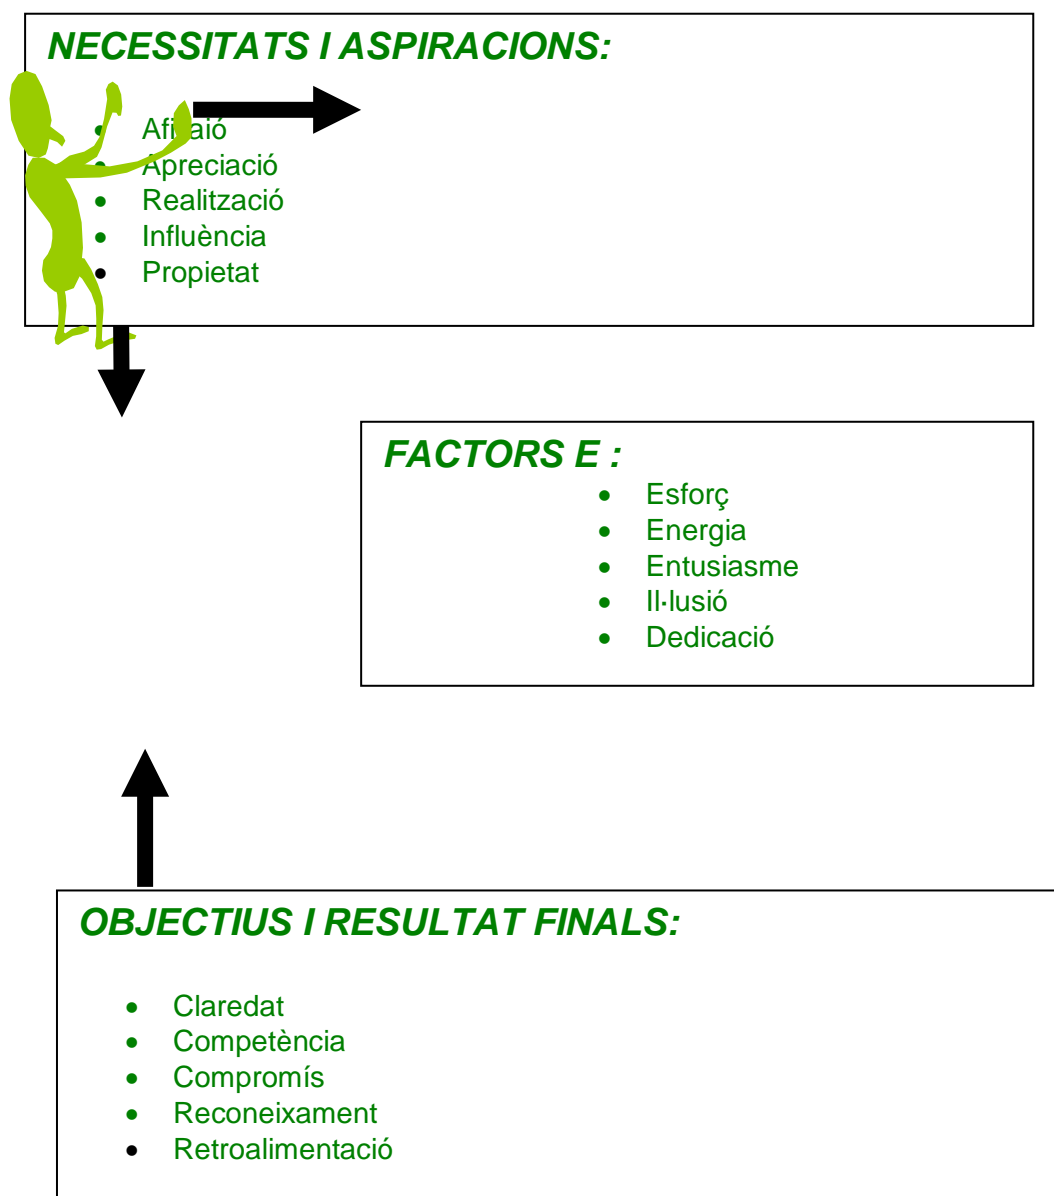 NECESSITATS I ASPIRACIONS:
Apreciació
Realització
Influència
Propietat
FACTORS E :
Esforç
Energia
Entusiasme
Il·lusió
Dedicació
OBJECTIUS I RESULTAT FINALS:
Claredat
Competència
Compromís
Reconeixament
Retroalimentació